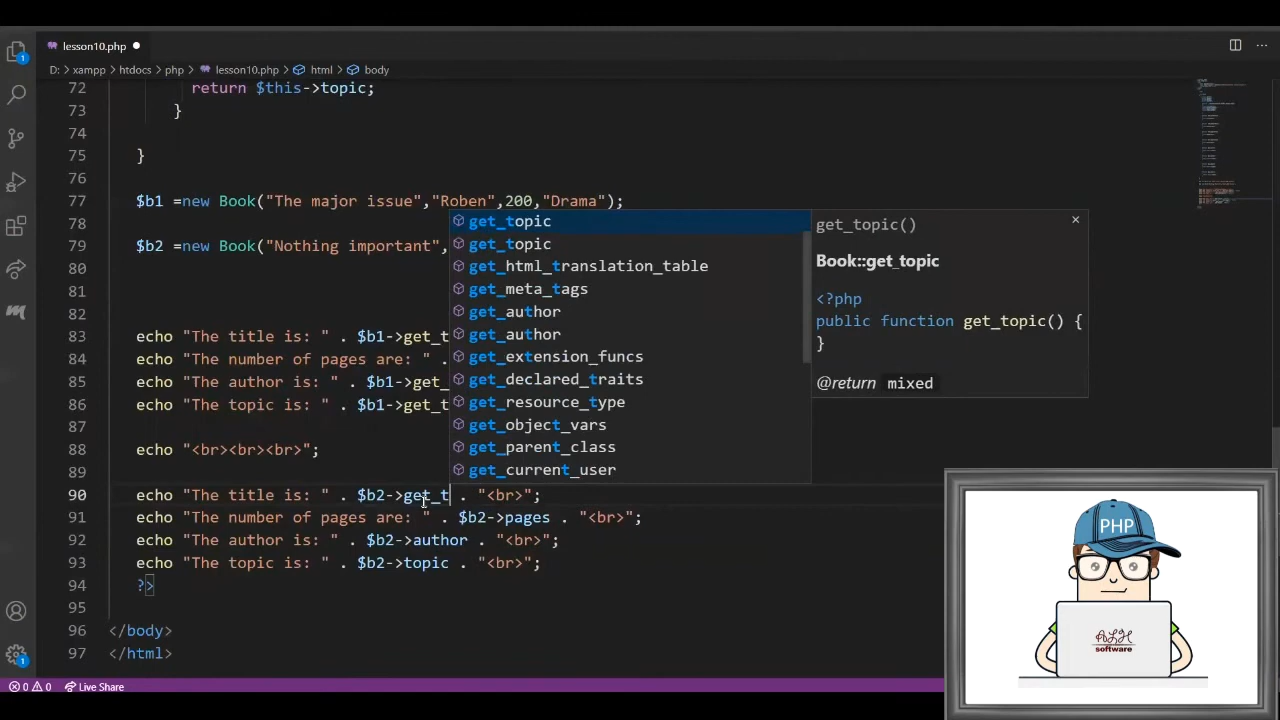 lesson10.php
D: > xampp > htdocs > php > lesson10.php > html > body
72 return $this->topic;
73 }
74
75 }
76
77 $b1 =new Book("The major issue","Roben",200,"Drama");
78
79 $b2 =new Book("Nothing important",
80
81
82
83 echo "The title is: " . $b1->get_t
84 echo "The number of pages are: " .
85 echo "The author is: " . $b1->get_
86 echo "The topic is: " . $b1->get_t
87
88 echo "<br><br><br>";
89
90 echo "The title is: " . $b2->get_t . "<br>";
91 echo "The number of pages are: " . $b2->pages . "<br>";
92 echo "The author is: " . $b2->author . "<br>";
93 echo "The topic is: " . $b2->topic . "<br>";
94 ?>
95
96 </body>
97 </html>
get_topic
get_topic
get_html_translation_table
get_meta_tags
get_author
get_author
get_extension_funcs
get_declared_traits
get_resource_type
get_object_vars
get_parent_class
get_current_user
get_topic()
Book::get_topic
<?php
public function get_topic() {
}
@return mixed
1
1
0 0 Live Share
PHP
ALH
software